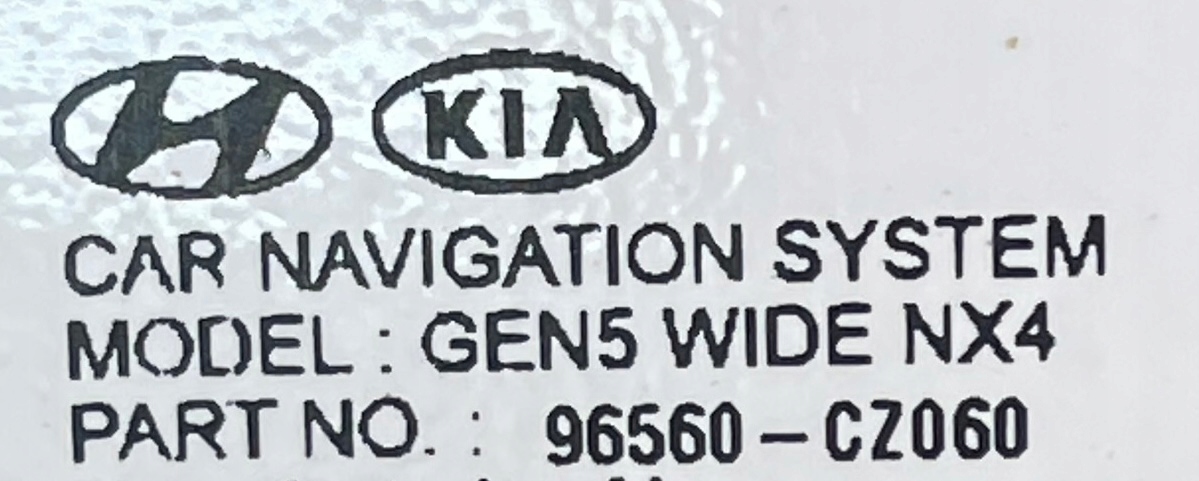 KIA
CAR NAVIGATION SYSTEM
MODEL : GEN5 WIDE NX4
PART NO. : 96560-CZ060